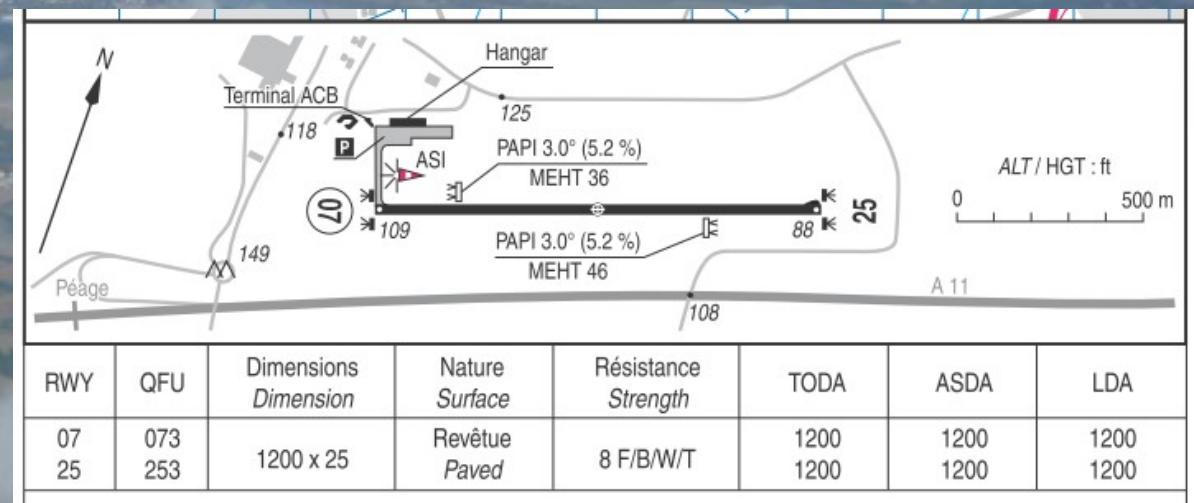 N
Hangar
Terminal ACB
125
118
P
ASI
PAPI 3.0° (5.2 %)
MEHT 36
ALT / HGT : ft
0 500 m
07
25
109
88
PAPI 3.0° (5.2 %)
MEHT 46
149
Péage
A 11
108
RWY QFU Dimensions Nature Résistance TODA ASDA LDA
Dimension Surface Strength
07 073 1200 x 25 Revêtue 8 F/B/W/T 1200 1200 1200
25 253 Paved 1200 1200 1200